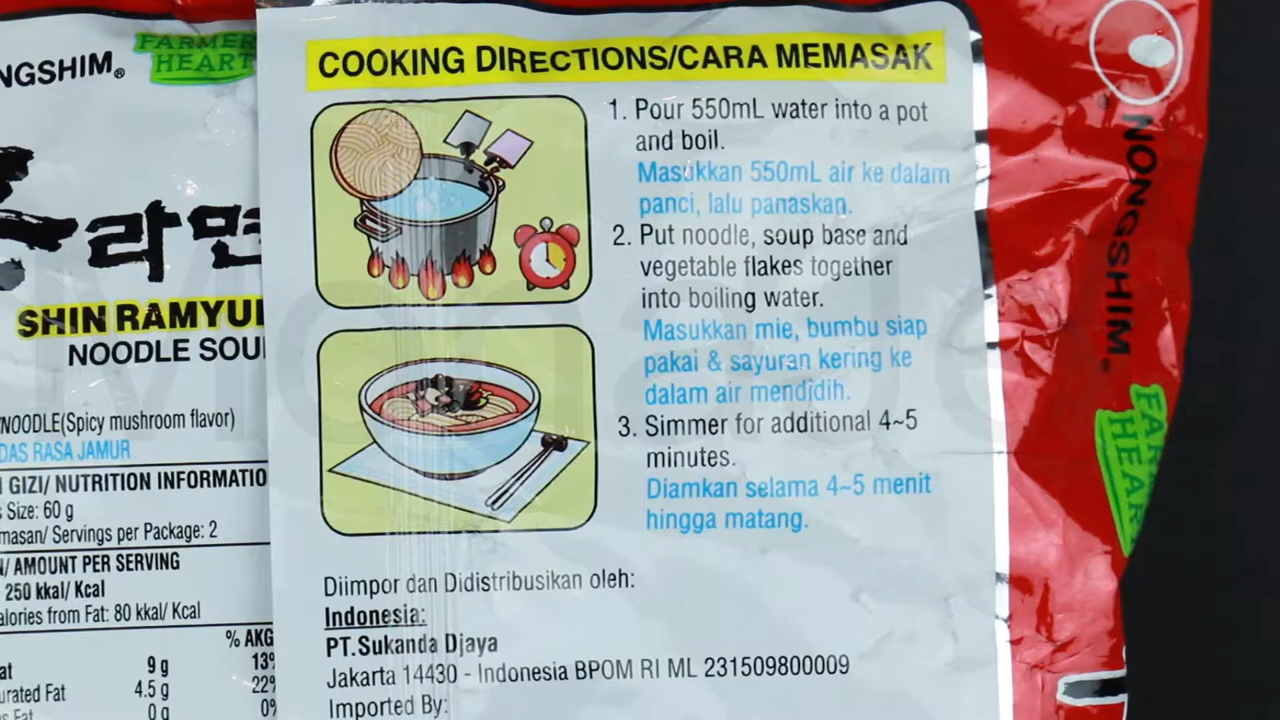 NGSHIM®
FARMER
HEART
라면
SHIN RAMYU
NOODLE SOU
NOODLE(Spicy mushroom flavor)
DAS RASA JAMUR
GIZI/ NUTRITION INFORMATIO
Size: 60 g
masan/ Servings per Package: 2
/ AMOUNT PER SERVING
250 kkal/ Kcal
alories from Fat: 80 kkal/ Kcal
% AKG
at 9 g 13%
urated Fat 4.5 g 22%
s Fat 0 g 0%
COOKING DIRECTIONS/CARA MEMASAK
1. Pour 550mL water into a pot
and boil.
Masukkan 550mL air ke dalam
panci, lalu panaskan.
2. Put noodle, soup base and
vegetable flakes together
into boiling water.
Masukkan mie, bumbu siap
pakai & sayuran kering ke
dalam air mendidih.
3. Simmer for additional 4~5
minutes.
Diamkan selama 4~5 menit
hingga matang.
Diimpor dan Didistribusikan oleh:
Indonesia:
PT.Sukanda Djaya
Jakarta 14430 - Indonesia BPOM RI ML 231509800009
Imported By:
NONGSHIM®
FARM
HEAR